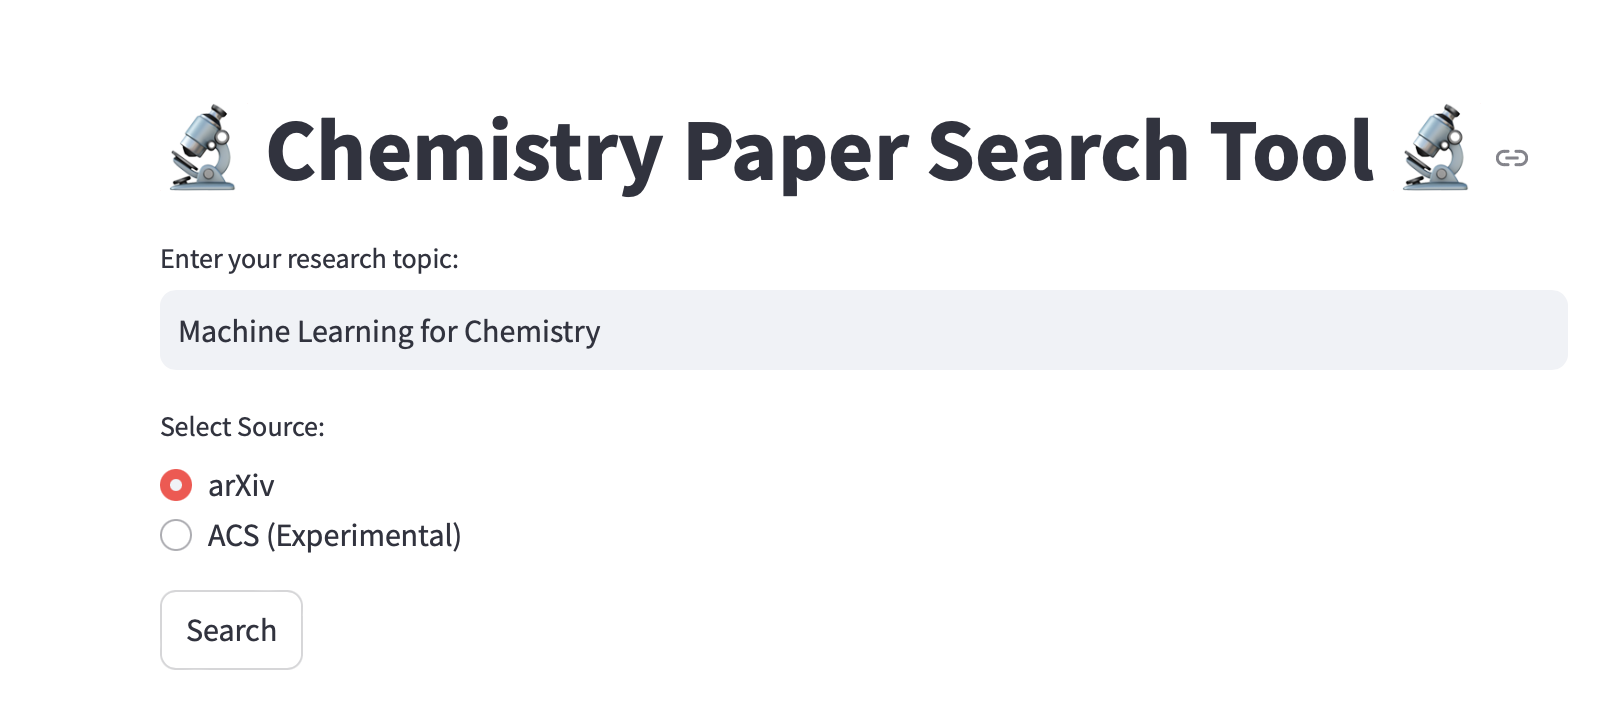 🔬 Chemistry Paper Search Tool 🔬
Enter your research topic:
Machine Learning for Chemistry
Select Source:
arXiv
ACS (Experimental)
Search